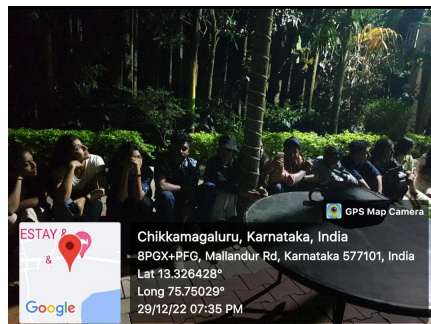 GPS Map Camera
ESTAY &
&
Google
Chikkamagaluru, Karnataka, India
8PGX+PFG, Mallandur Rd, Karnataka 577101, India
Lat 13.326428°
Long 75.75029°
29/12/22 07:35 PM